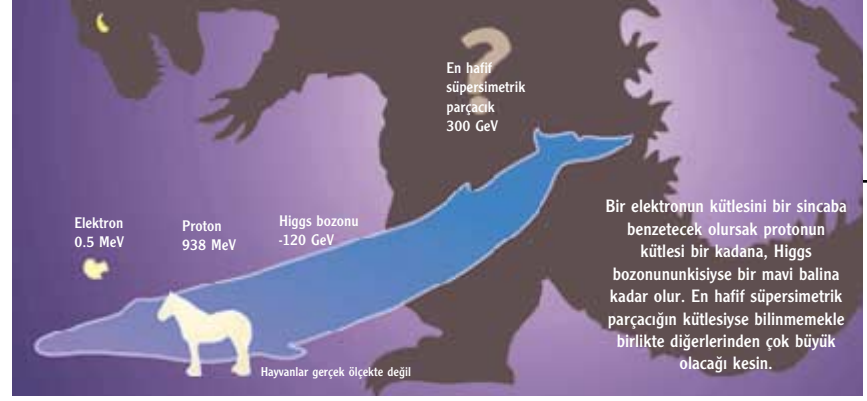 En hafif
süpersimetrik
parçacık
300 GeV
Elektron
0.5 MeV
Proton
938 MeV
Higgs bozonu
-120 GeV
Bir elektronun kütlesini bir sincaba
benzetecek olursak protonun
kütlesi bir kadana, Higgs
bozonununkisiyse bir mavi balina
kadar olur. En hafif süpersimetrik
parçacığın kütlesiyse bilinmemekle
birlikte diğerlerinden çok büyük
olacağı kesin.
Hayvanlar gerçek ölçekte değil
?